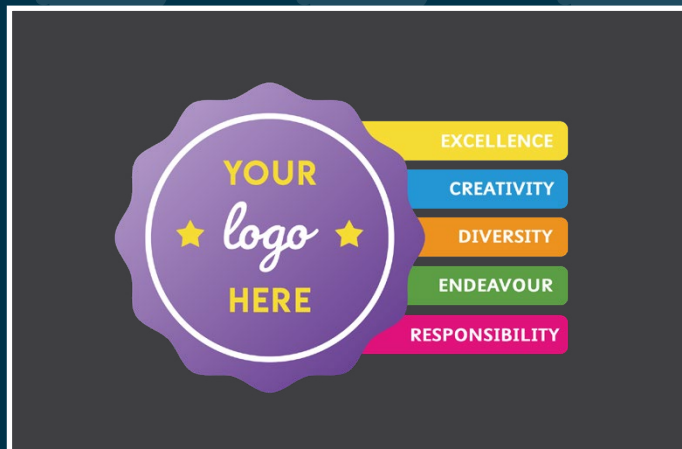 YOUR
logo
HERE
EXCELLENCE
CREATIVITY
DIVERSITY
ENDEAVOUR
RESPONSIBILITY